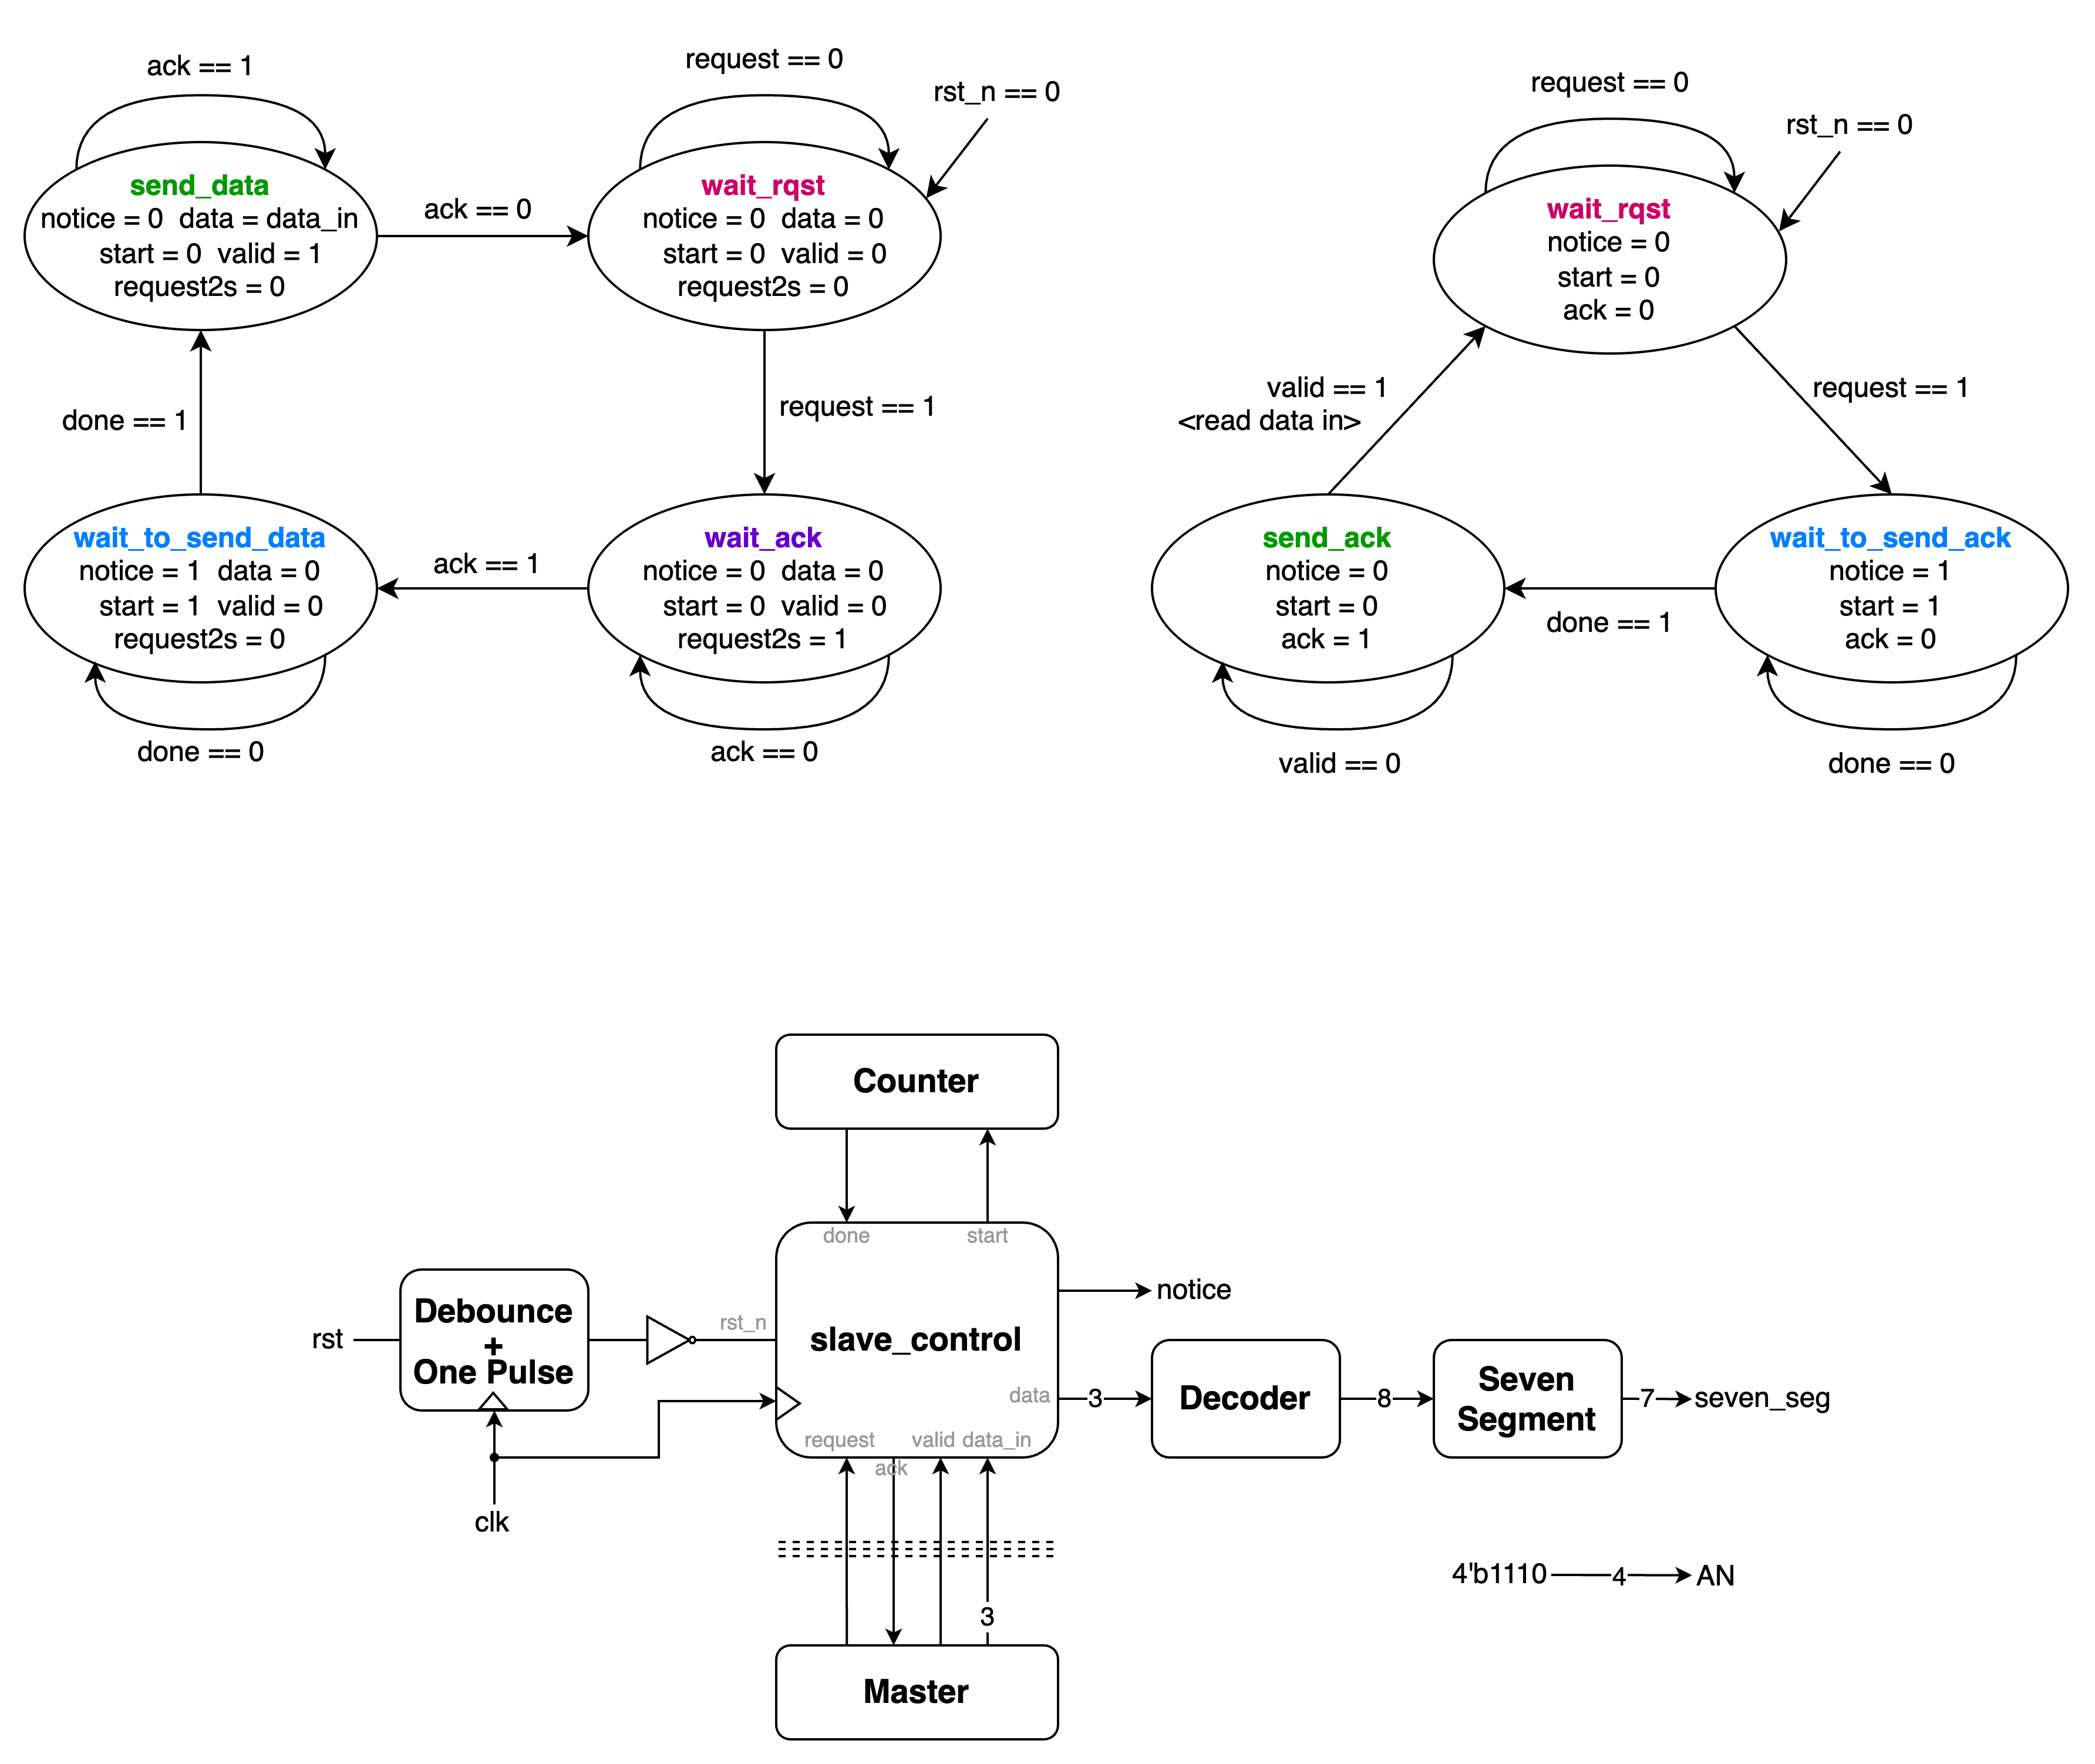 ack == 1
send_data
notice = 0  data = data_in
start = 0  valid = 1
request2s = 0
ack == 0
request == 0
rst_n == 0
wait_rqst
notice = 0  data = 0
start = 0  valid = 0
request2s = 0
done == 1
request == 1
wait_to_send_data
notice = 1  data = 0
start = 1  valid = 0
request2s = 0
done == 0
ack == 1
wait_ack
notice = 0  data = 0
start = 0  valid = 0
request2s = 1
ack == 0
request == 0
rst_n == 0
wait_rqst
notice = 0
start = 0
ack = 0
valid == 1
<read data in>
request == 1
send_ack
notice = 0
start = 0
ack = 1
valid == 0
done == 1
wait_to_send_ack
notice = 1
start = 1
ack = 0
done == 0
Counter
done
start
rst
Debounce
+
One Pulse
rst_n
slave_control
notice
data
3
Decoder
8
Seven
Segment
7
seven_seg
request
valid
data_in
ack
clk
3
Master
4'b1110
4
AN